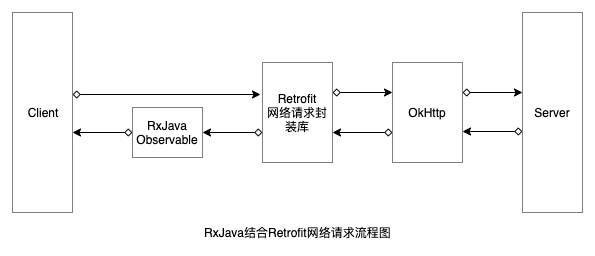 Client
RxJava
Observable
Retrofit
网络请求封
装库
OkHttp
Server
RxJava结合Retrofit网络请求流程图